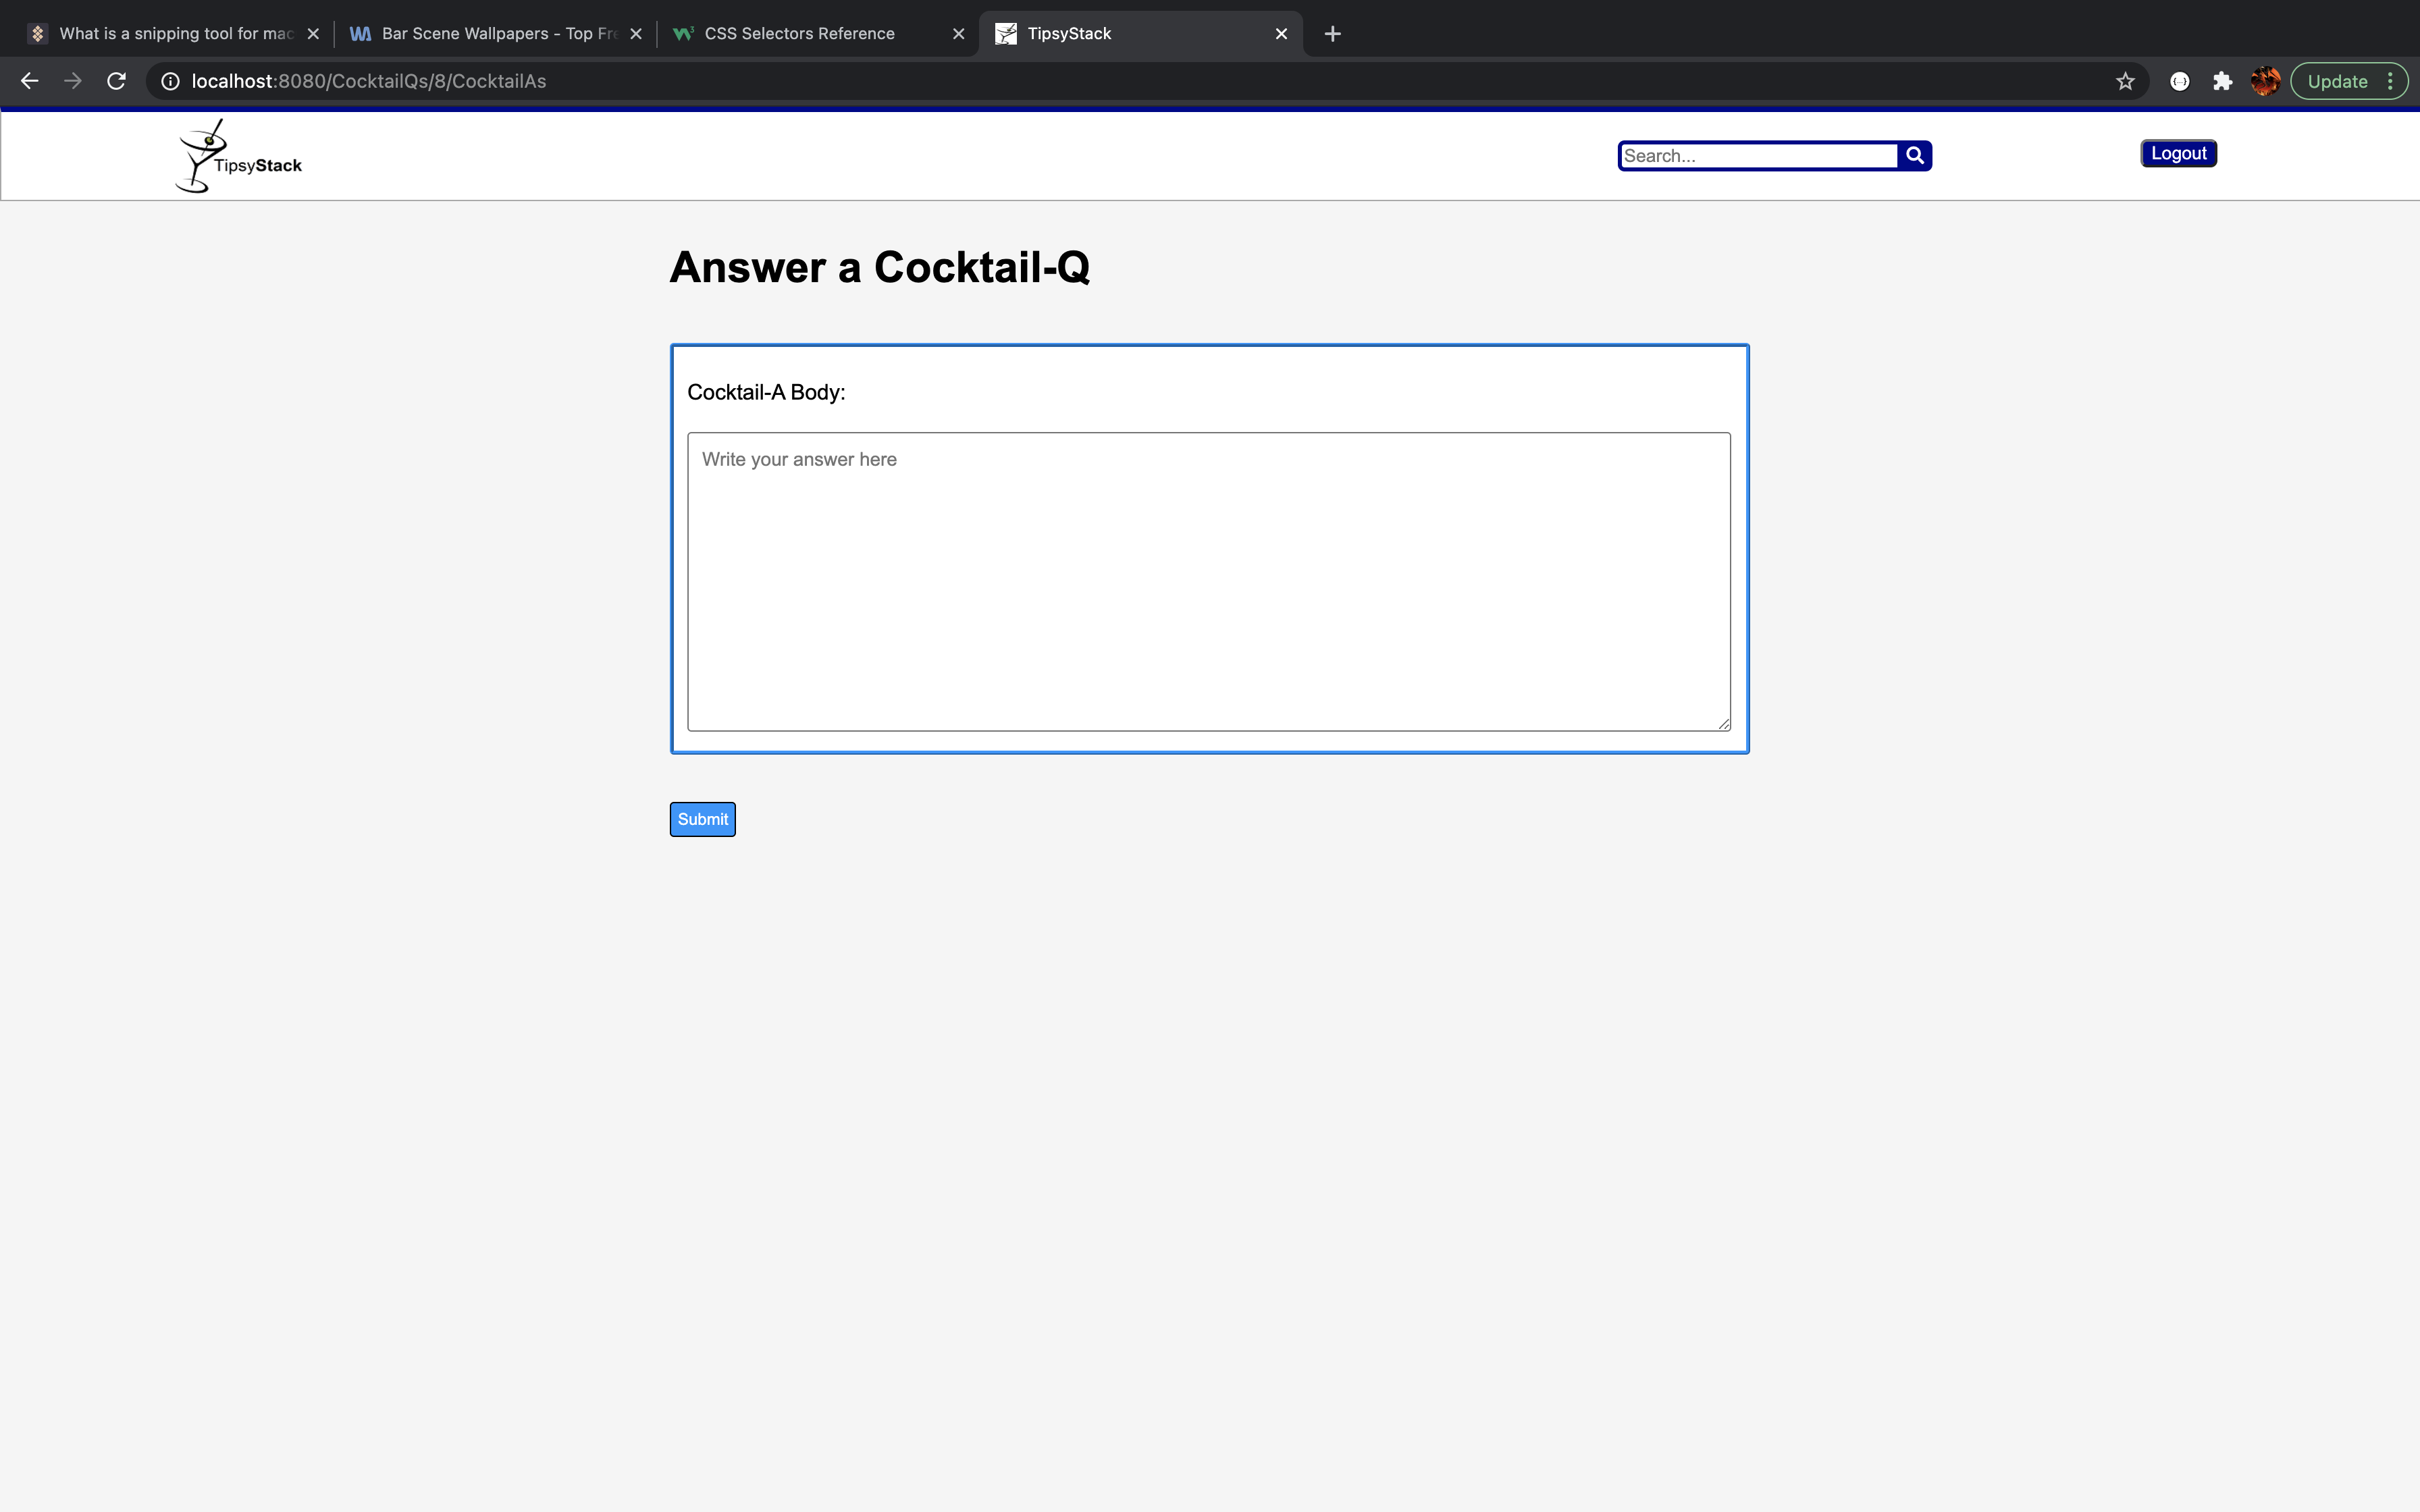 What is a snipping tool for mac
Bar Scene Wallpapers - Top Fre
CSS Selectors Reference
TipsyStack
localhost:8080/CocktailQs/8/CocktailAs
Update
TipsyStack
Search...
Logout
Answer a Cocktail-Q
Cocktail-A Body:
Write your answer here
Submit